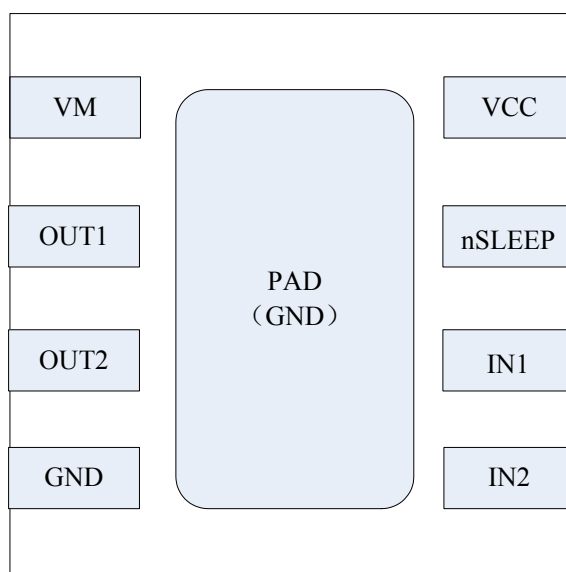 VM
VCC
OUT1
nSLEEP
PAD
（GND）
OUT2
IN1
GND
IN2